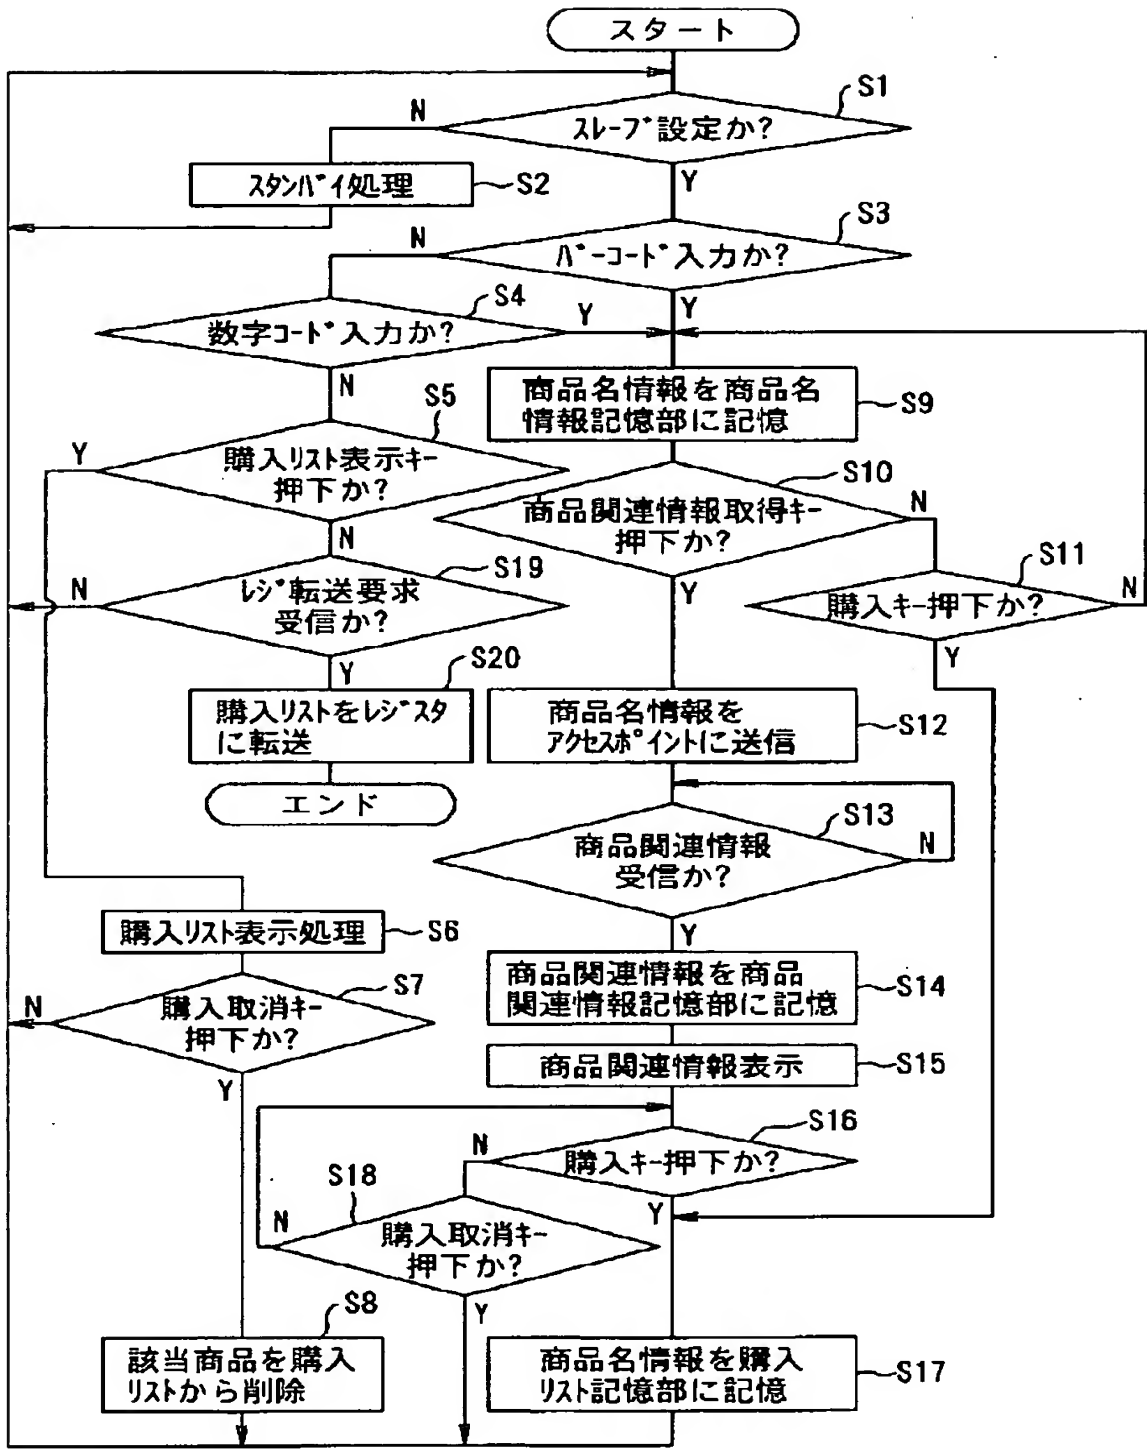 スタート
S1
スレーブ設定か?
N
Y
スタンバイ処理
S2
S3
バーコード入力か?
N
Y
S4
数字コード入力か?
Y
N
商品名情報を商品名
情報記憶部に記憶
S9
S5
購入リスト表示キー
押下か?
Y
N
S10
商品関連情報取得キー
押下か?
N
Y
S11
購入キー押下か?
N
Y
S19
レジ転送要求
受信か?
N
Y
S20
購入リストをレジスタ
に転送
エンド
商品名情報を
アクセスポイントに送信
S12
S13
商品関連情報
受信か?
N
Y
購入リスト表示処理
S6
S7
購入取消キー
押下か?
N
Y
商品関連情報を商品
関連情報記憶部に記憶
S14
商品関連情報表示
S15
S16
購入キー押下か?
N
Y
S18
購入取消キー
押下か?
N
Y
S8
該当商品を購入
リストから削除
商品名情報を購入
リスト記憶部に記憶
S17